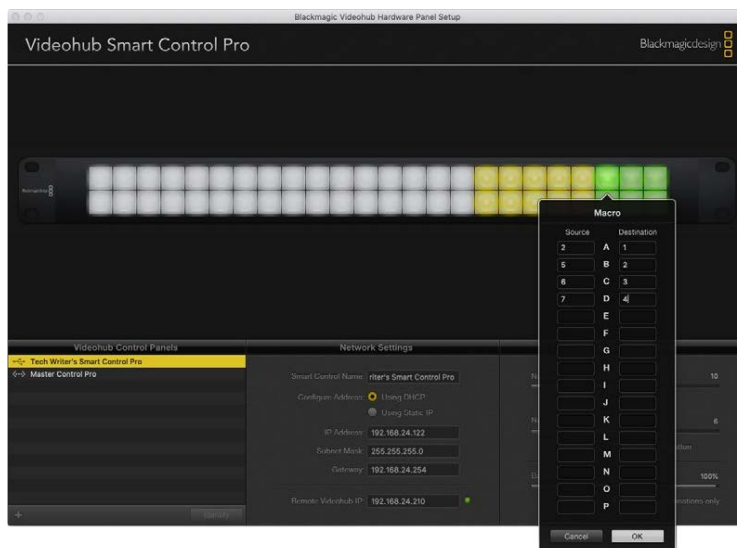 Blackmagic Videohub Hardware Panel Setup
Videohub Smart Control Pro
Blackmagicdesign
Macro
Source Destination
2 A 1
5 B 2
6 C 3
7 D 4
E
F
G
H
I
J
K
L
M
N
O
P
Cancel OK
Videohub Control Panels
Tech Writer's Smart Control Pro
Master Control Pro
Network Settings
Smart Control Name: riter's Smart Control Pro
Configure Address: Using DHCP
Using Static IP
IP Address: 192.168.24.122
Subnet Mask: 255.255.255.0
Gateway: 192.168.24.254
Remote Videohub IP: 192.168.24.210
10
6
100%
nations only
Identify